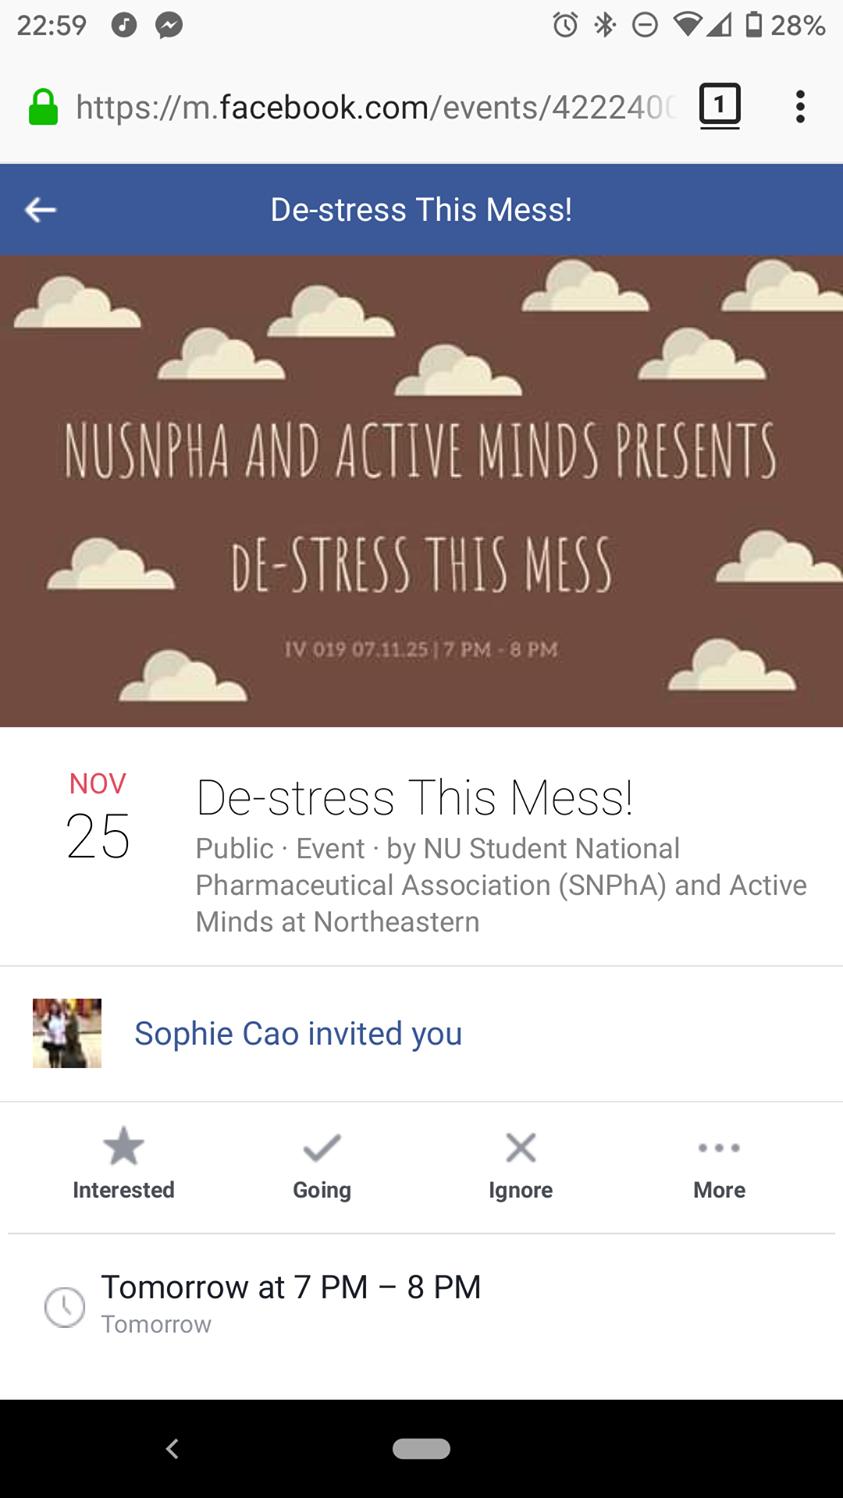 22:59 28%
https://m.facebook.com/events/422240 1
De-stress This Mess!
NUSNPHA AND ACTIVE MINDS PRESENTS
DE-STRESS THIS MESS
IV 019 07.11.25 | 7 PM - 8 PM
NOV
25
De-stress This Mess!
Public · Event · by NU Student National
Pharmaceutical Association (SNPhA) and Active
Minds at Northeastern
Sophie Cao invited you
Interested Going Ignore More
Tomorrow at 7 PM – 8 PM
Tomorrow